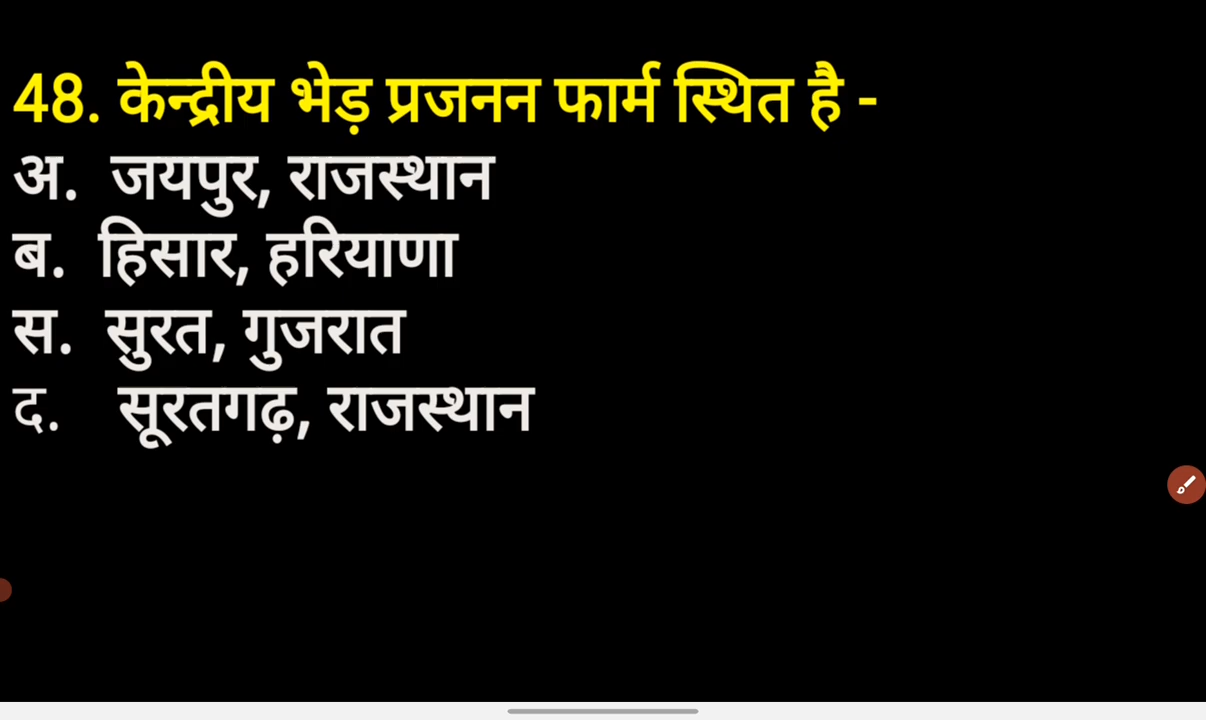 48. केन्द्रीय भेड़ प्रजनन फार्म स्थित है -
अ. जयपुर, राजस्थान
ब. हिसार, हरियाणा
स. सुरत, गुजरात
द. सूरतगढ़, राजस्थान